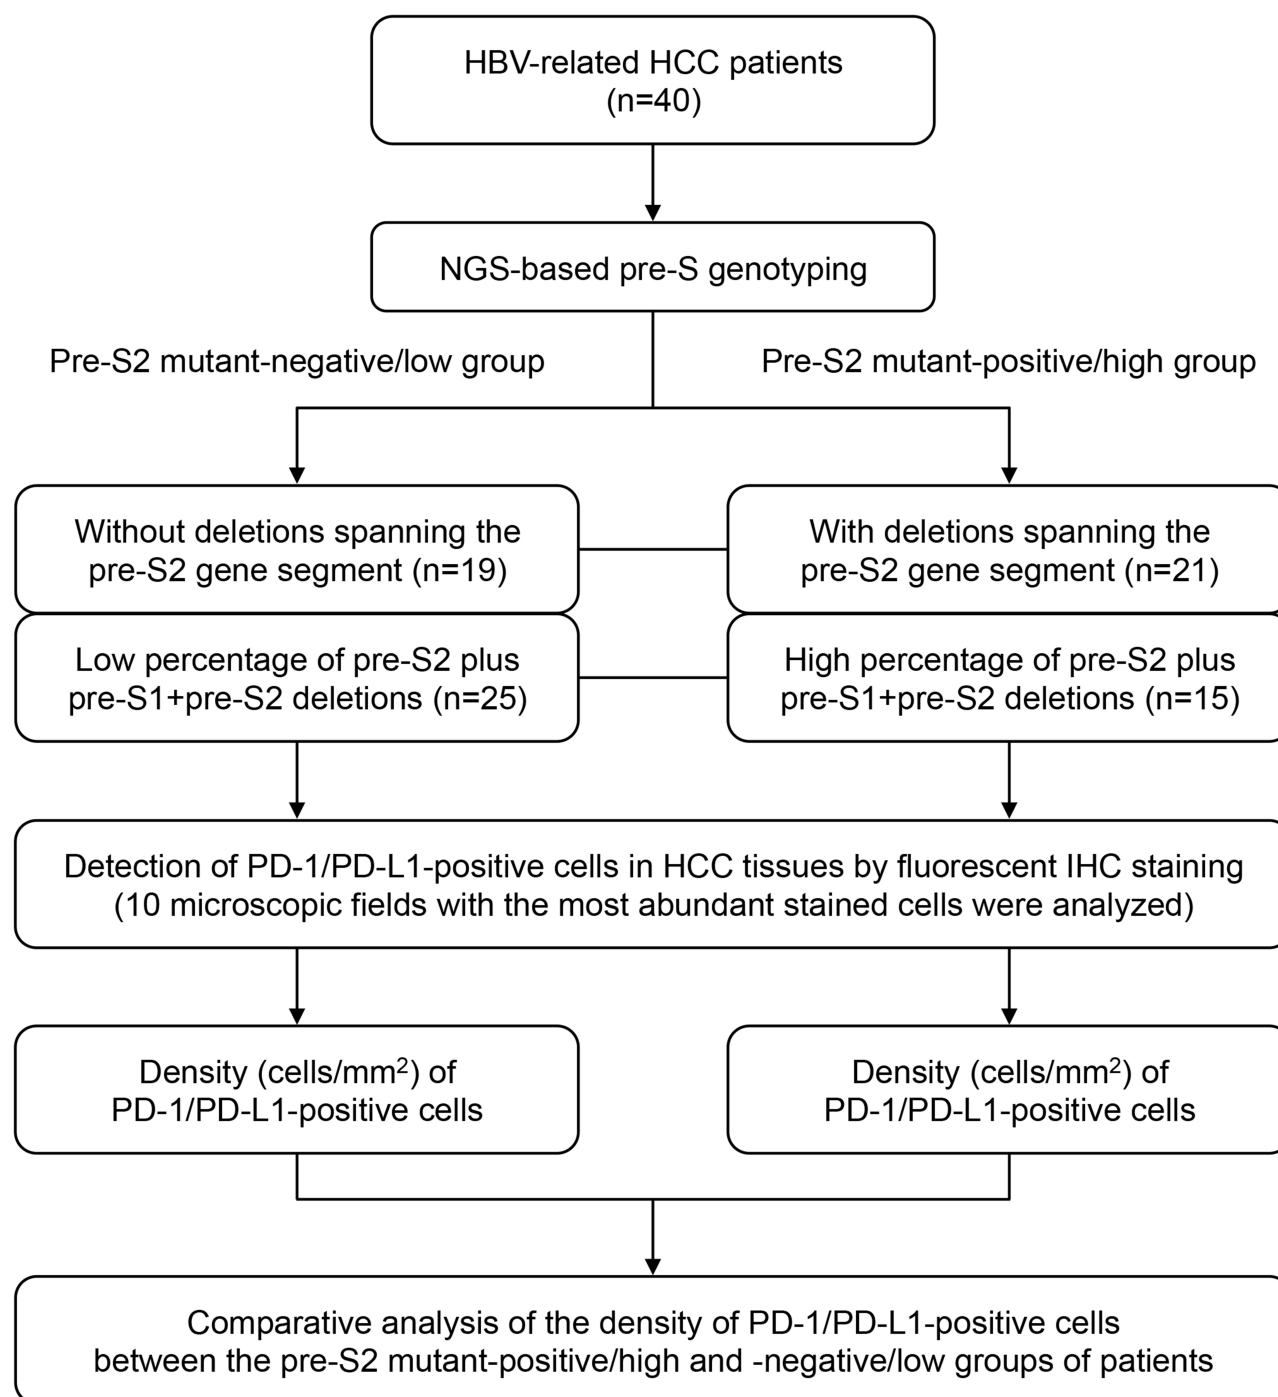 HBV-related HCC patients
(n=40)
NGS-based pre-S genotyping
Pre-S2 mutant-negative/low group
Pre-S2 mutant-positive/high group
Without deletions spanning the
pre-S2 gene segment (n=19)
With deletions spanning the
pre-S2 gene segment (n=21)
Low percentage of pre-S2 plus
pre-S1+pre-S2 deletions (n=25)
High percentage of pre-S2 plus
pre-S1+pre-S2 deletions (n=15)
Detection of PD-1/PD-L1-positive cells in HCC tissues by fluorescent IHC staining
(10 microscopic fields with the most abundant stained cells were analyzed)
Density (cells/mm²) of
PD-1/PD-L1-positive cells
Density (cells/mm²) of
PD-1/PD-L1-positive cells
Comparative analysis of the density of PD-1/PD-L1-positive cells
between the pre-S2 mutant-positive/high and -negative/low groups of patients